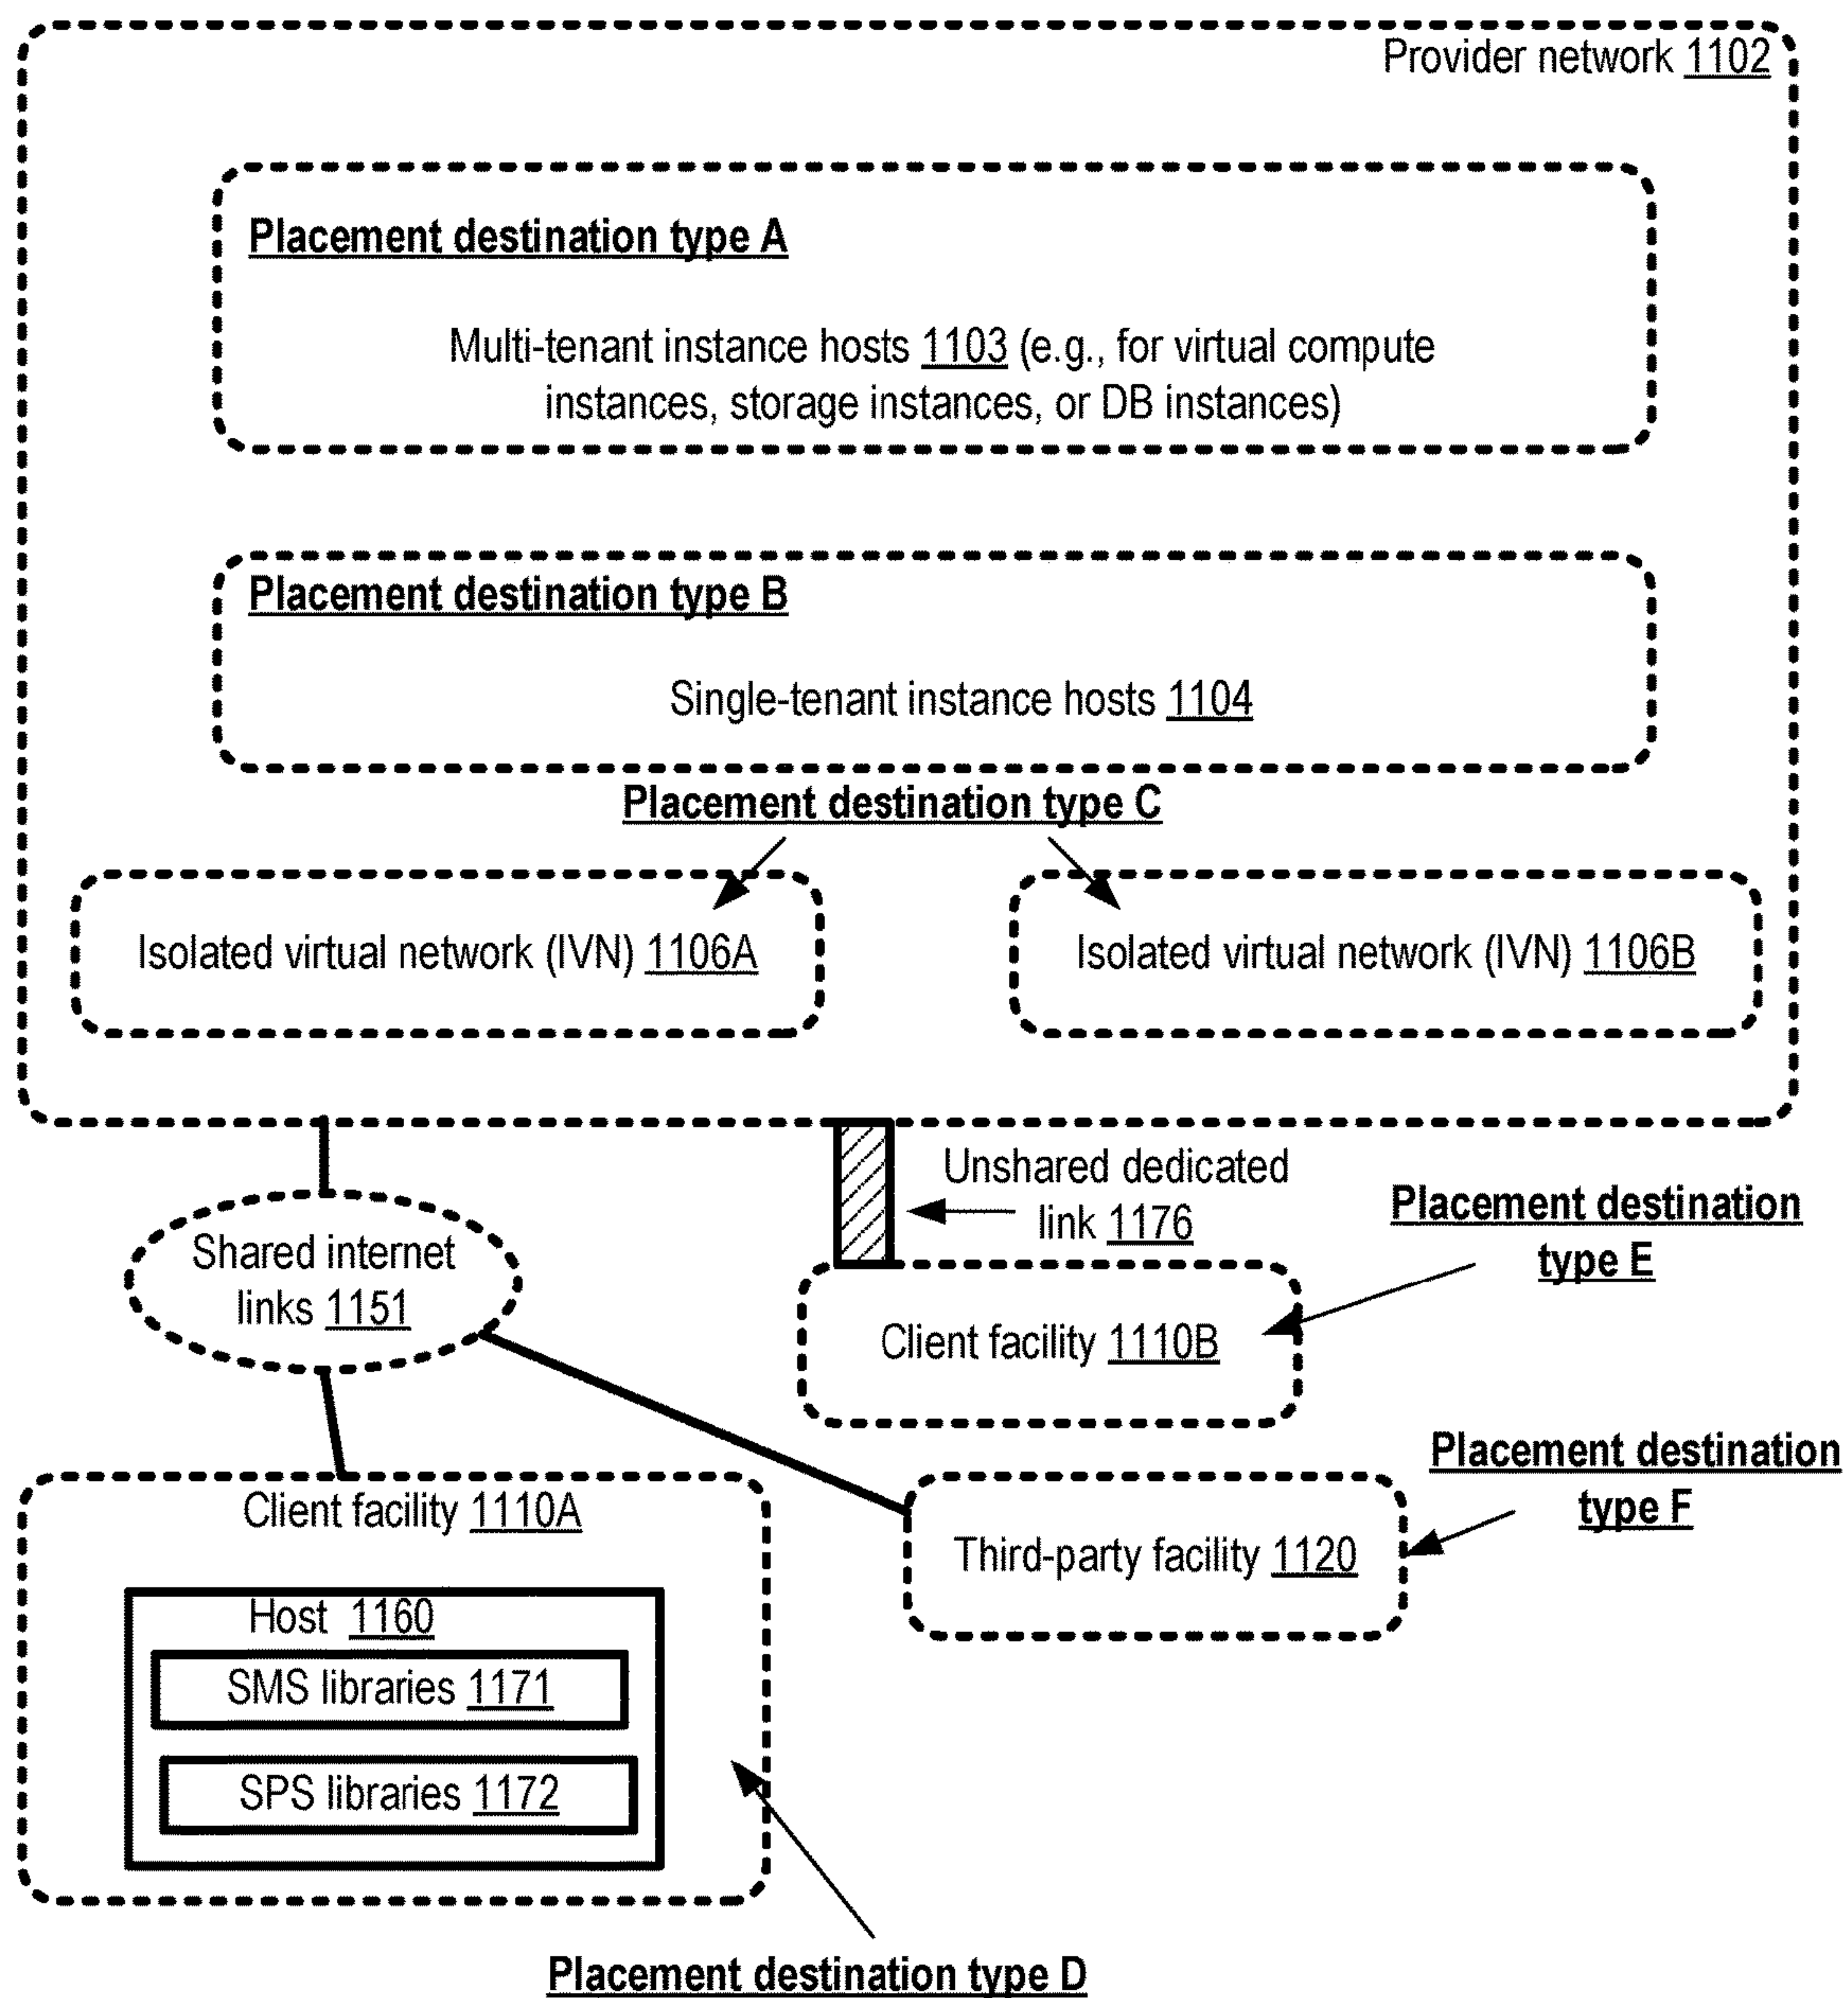 Provider network 1102
Placement destination type A
Multi-tenant instance hosts 1103 (e.g., for virtual compute
instances, storage instances, or DB instances)
Placement destination type B
Single-tenant instance hosts 1104
Placement destination type C
Isolated virtual network (IVN) 1106A
Isolated virtual network (IVN) 1106B
Unshared dedicated
link 1176
Placement destination
type E
Shared internet
links 1151
Client facility 1110B
Placement destination
type F
Client facility 1110A
Third-party facility 1120
Host 1160
SMS libraries 1171
SPS libraries 1172
Placement destination type D